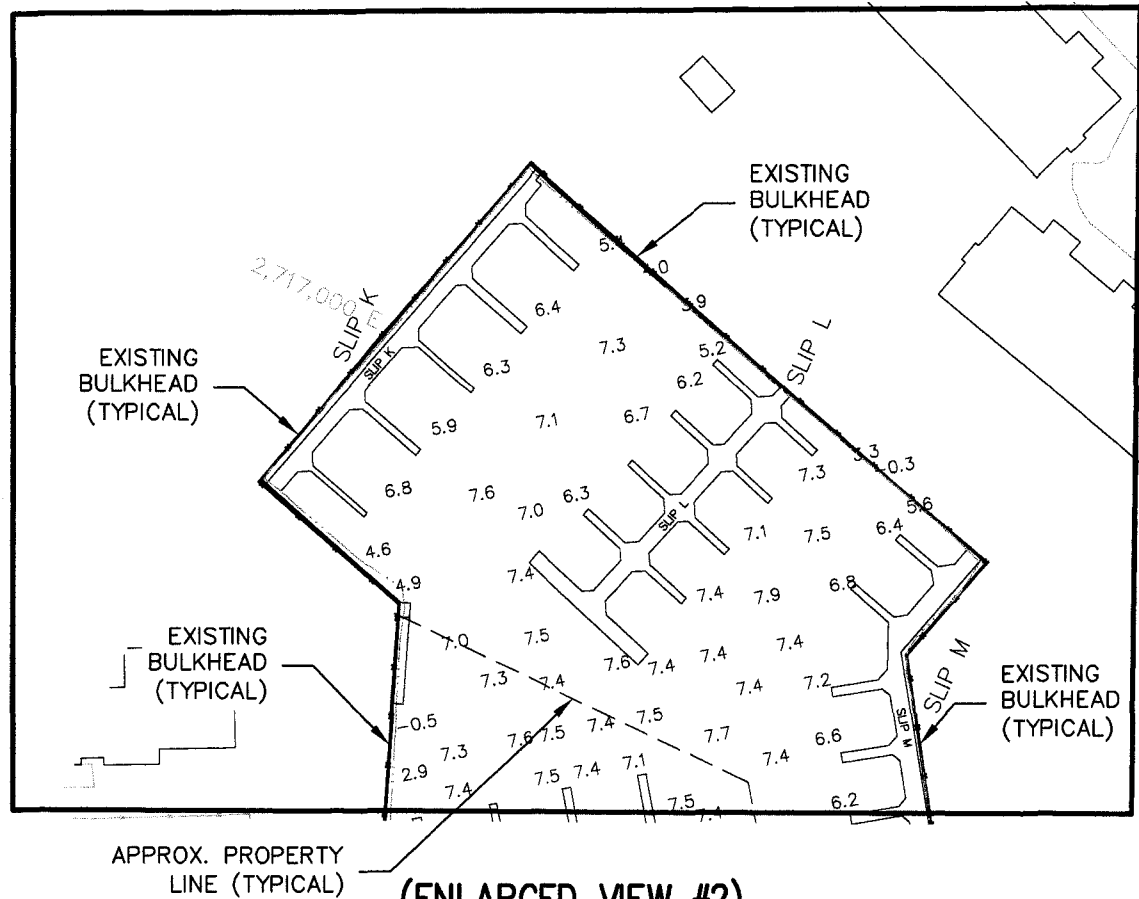 EXISTING
BULKHEAD
(TYPICAL)
2,717,000 E
SLIP K
SLIP K
EXISTING
BULKHEAD
(TYPICAL)
SLIP L
6.4
7.3
5.2
6.2
6.3
6.7
5.9
7.1
7.3
-0.3
6.8
7.6
7.0
6.3
SLIP L
5.6
7.1
7.5
6.4
4.6
4.9
7.4
7.4
7.9
6.8
EXISTING
BULKHEAD
(TYPICAL)
7.0
7.5
7.6
7.4
7.4
7.4
7.3
7.4
7.4
7.2
SLIP M
SLIP M
EXISTING
BULKHEAD
(TYPICAL)
-0.5
7.3
7.6
7.5
7.4
7.5
7.7
6.6
2.9
7.4
7.5
7.4
7.1
7.4
7.5
6.2
APPROX. PROPERTY
LINE (TYPICAL)
(ENLARGED VIEW #2)